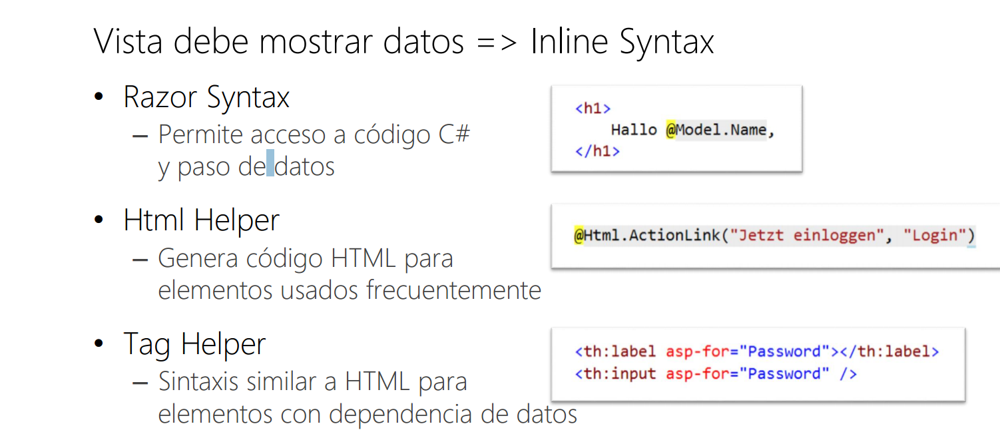 Vista debe mostrar datos => Inline Syntax
• Razor Syntax
– Permite acceso a código C#
y paso de datos
<h1>
Hallo @Model.Name,
</h1>
• Html Helper
– Genera código HTML para
elementos usados frecuentemente
@Html.ActionLink("Jetzt einloggen", "Login")
• Tag Helper
– Sintaxis similar a HTML para
elementos con dependencia de datos
<th:label asp-for="Password"></th:label>
<th:input asp-for="Password" />